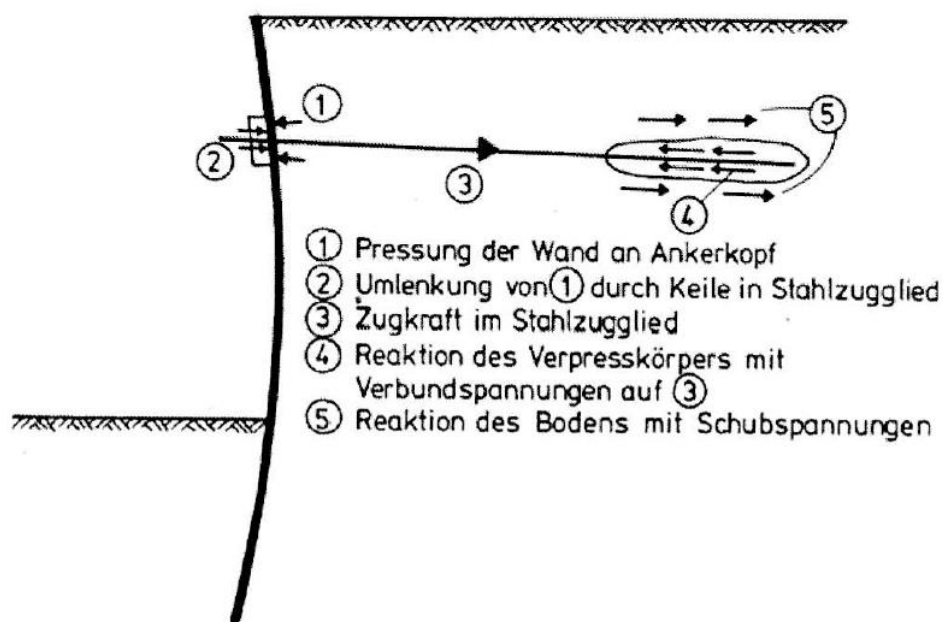 ①
②
③
④
⑤
① Pressung der Wand an Ankerkopf
② Umlenkung von ① durch Keile in Stahlzugglied
③ Zugkraft im Stahlzugglied
④ Reaktion des Verpresskörpers mit
Verbundspannungen auf ③
⑤ Reaktion des Bodens mit Schubspannungen